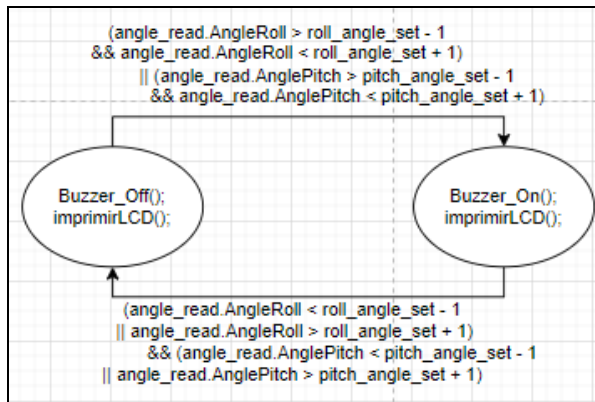 (angle_read.AngleRoll > roll_angle_set - 1
&& angle_read.AngleRoll < roll_angle_set + 1)
|| (angle_read.AnglePitch > pitch_angle_set - 1
&& angle_read.AnglePitch < pitch_angle_set + 1)
Buzzer_Off();
imprimirLCD();
Buzzer_On();
imprimirLCD();
(angle_read.AngleRoll < roll_angle_set - 1
|| angle_read.AngleRoll > roll_angle_set + 1)
&& (angle_read.AnglePitch < pitch_angle_set - 1
|| angle_read.AnglePitch > pitch_angle_set + 1)